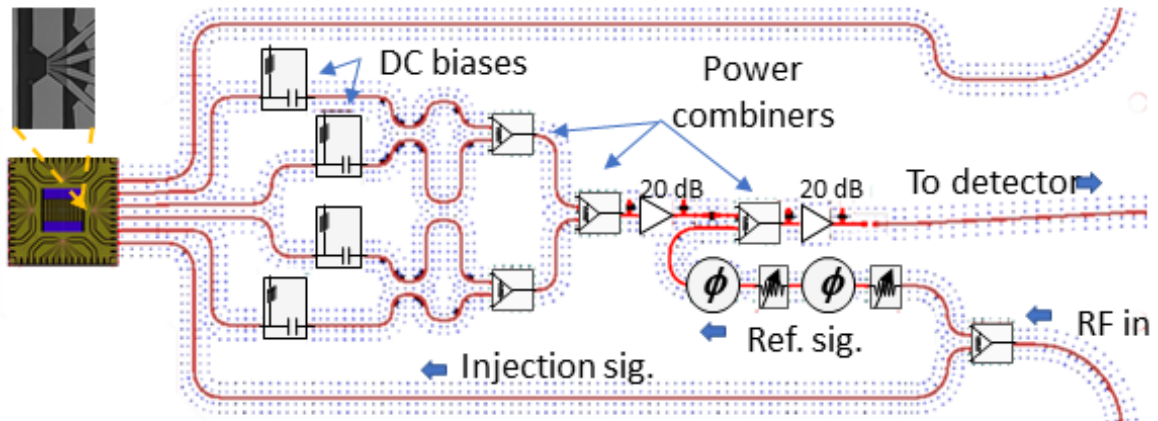 DC biases
Power
combiners
20 dB
20 dB
To detector
ϕ
ϕ
Ref. sig.
RF in
Injection sig.